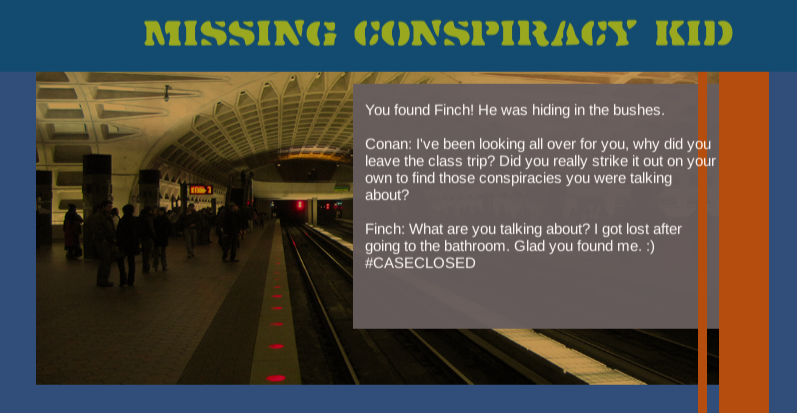 MISSING CONSPIRACY KID
You found Finch! He was hiding in the bushes.
Conan: I've been looking all over for you, why did you
leave the class trip? Did you really strike it out on your
own to find those conspiracies you were talking
about?
Finch: What are you talking about? I got lost after
going to the bathroom. Glad you found me. :)
#CASECLOSED